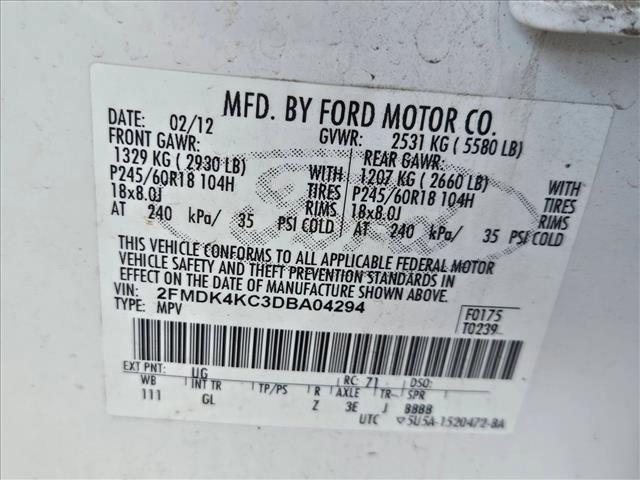 MFD. BY FORD MOTOR CO.
DATE: 02/12 GVWR: 2531 KG ( 5580 LB)
FRONT GAWR: REAR GAWR:
1329 KG ( 2930 LB) WITH 1207 KG ( 2660 LB) WITH
P245/60R18 104H TIRES P245/60R18 104H TIRES
18x8.0J RIMS 18x8.0J RIMS
AT 240 kPa/ 35 PSI COLD AT 240 kPa/ 35 PSI COLD
THIS VEHICLE CONFORMS TO ALL APPLICABLE FEDERAL MOTOR
VEHICLE SAFETY AND THEFT PREVENTION STANDARDS IN
EFFECT ON THE DATE OF MANUFACTURE SHOWN ABOVE.
VIN: 2FMDK4KC3DBA04294 F0175
TYPE: MPV T0239
EXT PNT: UG RC: 71 DSO:
WB INT TR TP/PS R AXLE TR SPR
111 GL Z 3E J BBBB
UTC 5U5A-1520472-BA
Ford